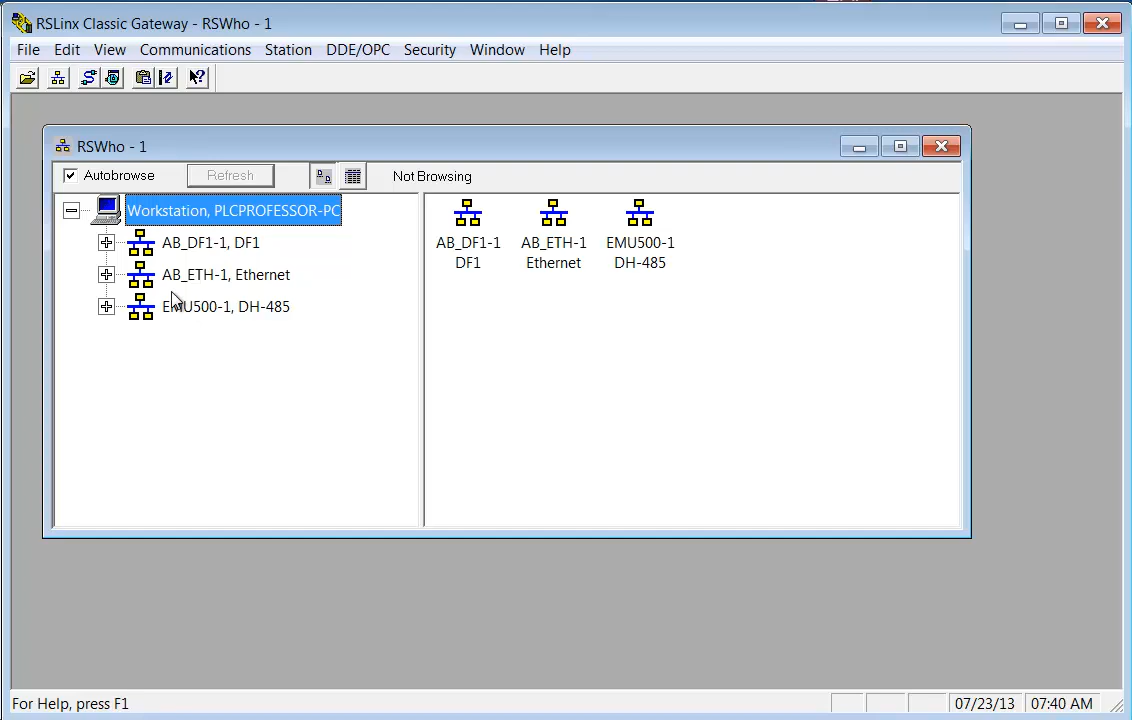 RSLinx Classic Gateway - RSWho - 1
File Edit View Communications Station DDE/OPC Security Window Help
RSWho - 1
Autobrowse Refresh Not Browsing
Workstation, PLCPROFESSOR-PC
AB_DF1-1, DF1
AB_ETH-1, Ethernet
EMU500-1, DH-485
AB_DF1-1 AB_ETH-1 EMU500-1
DF1 Ethernet DH-485
For Help, press F1 07/23/13 07:40 AM